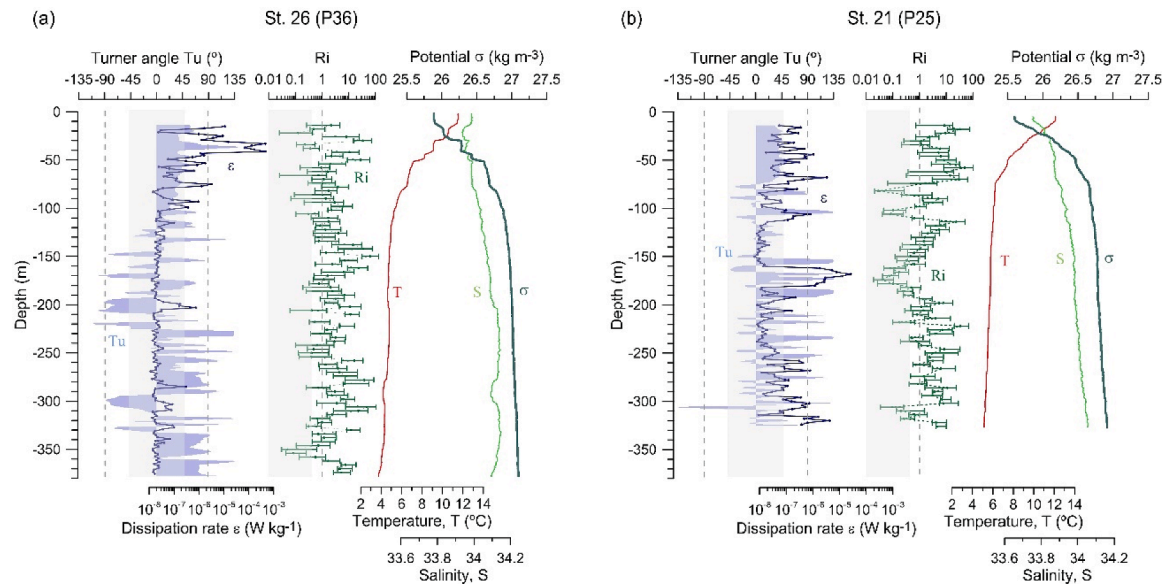 (a) St. 26 (P36)
Turner angle Tu (º) Ri Potential σ (kg m-3)
-135 -90 -45 0 45 90 135 0.01 0.1 1 10 100 25.5 26 26.5 27 27.5
0
-50
-100
-150
-200
-250
-300
-350
Depth (m)
ε
Ri
T
S
σ
Tu
10-8 10-7 10-6 10-5 10-4 10-3
Dissipation rate ε (W kg-1)
2 4 6 8 10 12 14
Temperature, T (ºC)
33.6 33.8 34 34.2
Salinity, S
(b) St. 21 (P25)
Turner angle Tu (º) Ri Potential σ (kg m-3)
-135 -90 -45 0 45 90 135 0.01 0.1 1 10 100 25.5 26 26.5 27 27.5
0
-50
-100
-150
-200
-250
-300
-350
Depth (m)
ε
Tu
Ri
T
S
σ
10-8 10-7 10-6 10-5 10-4 10-3
Dissipation rate ε (W kg-1)
2 4 6 8 10 12 14
Temperature, T (ºC)
33.6 33.8 34 34.2
Salinity, S